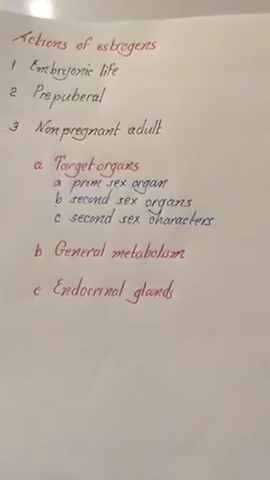 Actions of estrogens
1 Embryonic life
2 Prepuberal
3 Nonpregnant adult
a Target organs
a prim sex organ
b second sex organs
c second sex characters
b General metabolism
c Endocrinal glands